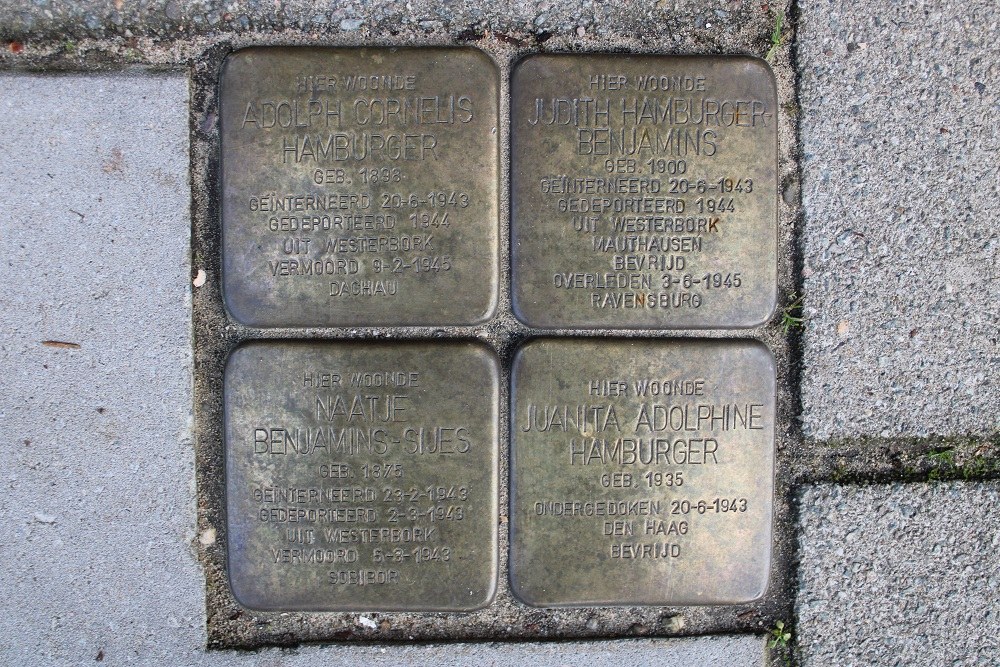 HIER WOONDE
ADOLPH CORNELIS
HAMBURGER
GEB. 1898
GEÏNTERNEERD 20-6-1943
GEDEPORTEERD 1944
UIT WESTERBORK
VERMOORD 9-2-1945
DACHAU
HIER WOONDE
JUDITH HAMBURGER-
BENJAMINS
GEB. 1900
GEÏNTERNEERD 20-6-1943
GEDEPORTEERD 1944
UIT WESTERBORK
MAUTHAUSEN
BEVRIJD
OVERLEDEN 3-6-1945
RAVENSBURG
HIER WOONDE
NAATJE
BENJAMINS-SIJES
GEB. 1875
GEÏNTERNEERD 23-2-1943
GEDEPORTEERD 2-3-1943
UIT WESTERBORK
VERMOORD 5-3-1943
SOBIBOR
HIER WOONDE
JUANITA ADOLPHINE
HAMBURGER
GEB. 1935
ONDERGEDOKEN 20-6-1943
DEN HAAG
BEVRIJD